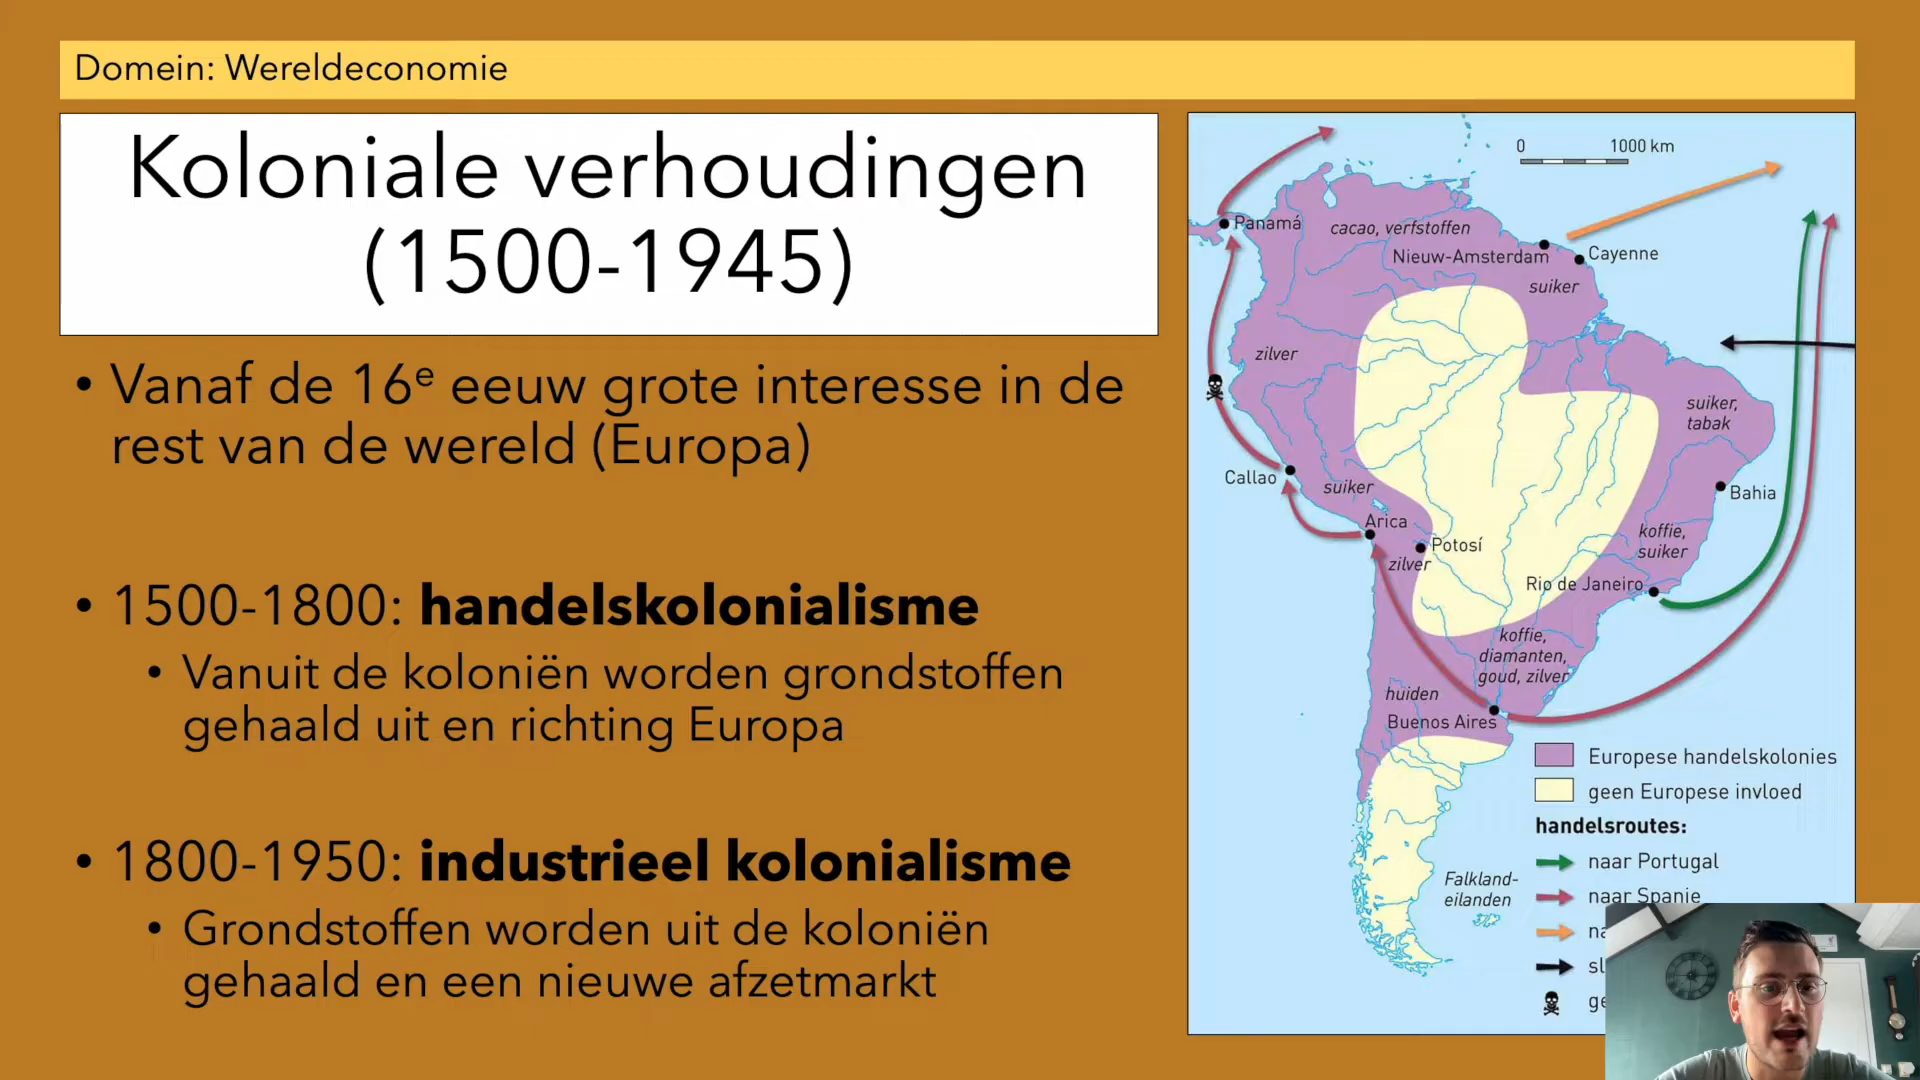 Domein: Wereldeconomie
Koloniale verhoudingen
(1500-1945)
• Vanaf de 16e eeuw grote interesse in de
rest van de wereld (Europa)
• 1500-1800: handelskolonialisme
• Vanuit de koloniën worden grondstoffen
gehaald uit en richting Europa
• 1800-1950: industrieel kolonialisme
• Grondstoffen worden uit de koloniën
gehaald en een nieuwe afzetmarkt
0 1000 km
Panamá
cacao, verfstoffen
Nieuw-Amsterdam
Cayenne
suiker
zilver
suiker,
tabak
Callao
suiker
Bahia
Arica
Potosí
zilver
koffie,
suiker
Rio de Janeiro
koffie,
diamanten,
goud, zilver
huiden
Buenos Aires
Europese handelskolonies
geen Europese invloed
handelsroutes:
naar Portugal
naar Spanie
Falkland-
eilanden